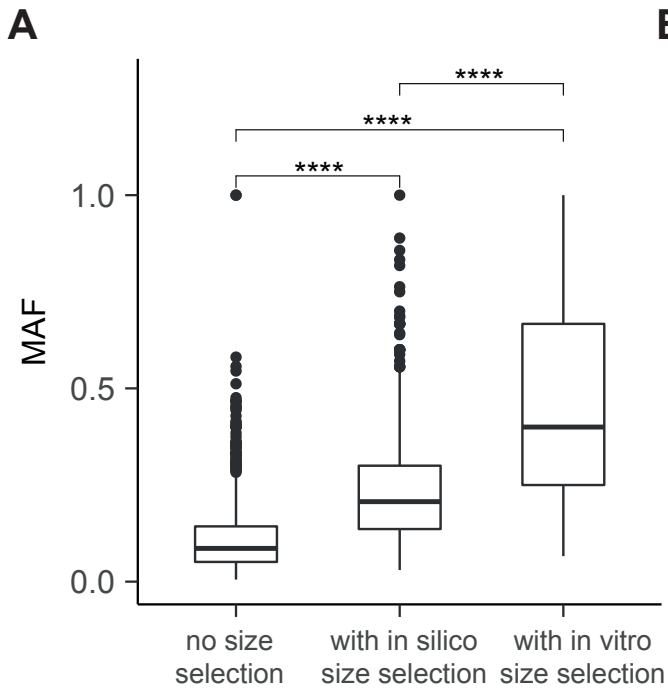 A
****
****
****
1.0
0.5
0.0
MAF
no size
selection
with in silico
size selection
with in vitro
size selection